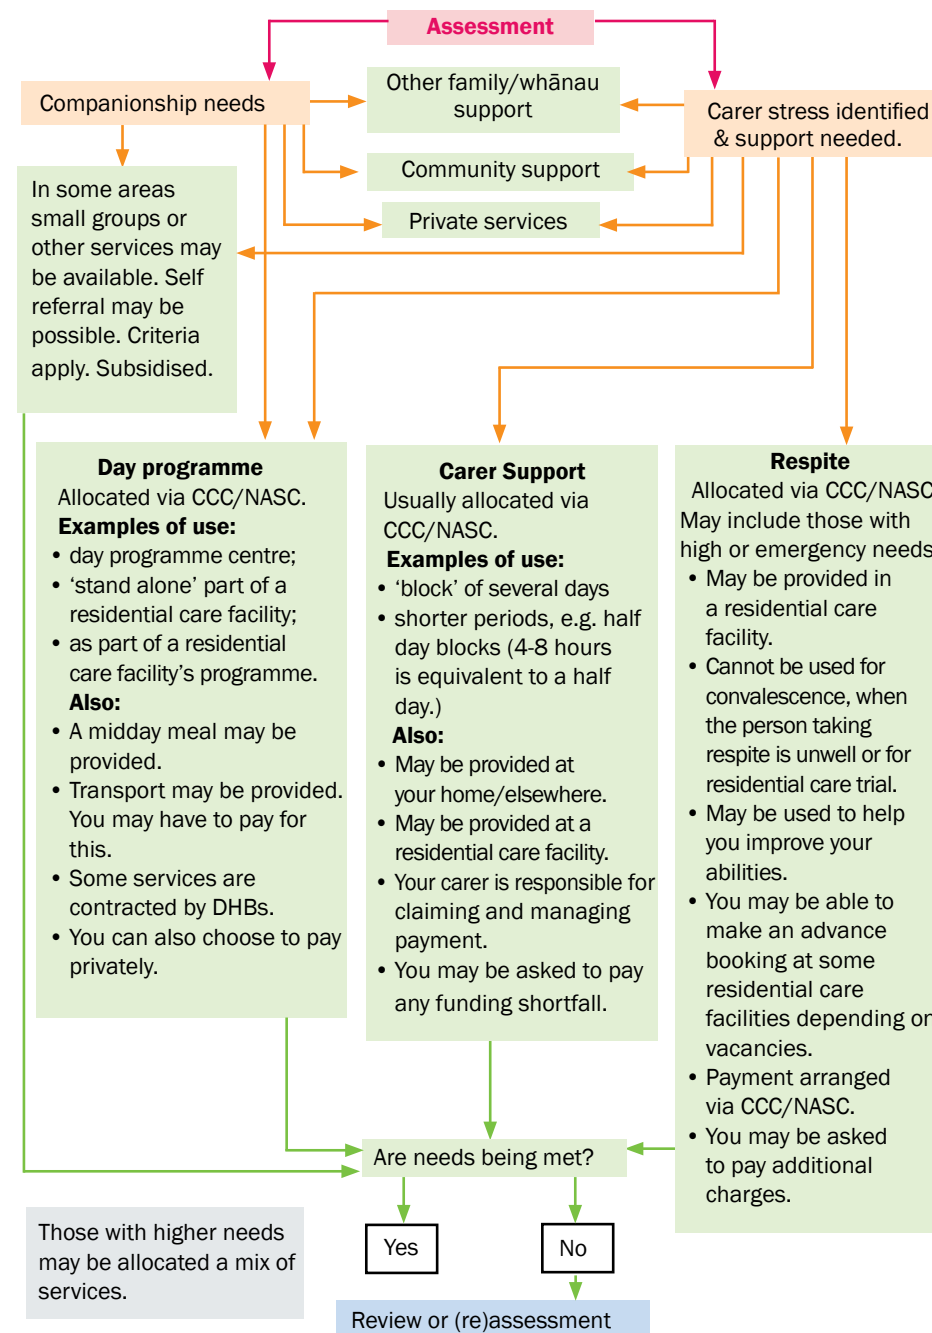 Assessment
Companionship needs
Other family/whānau
support
Carer stress identified
& support needed.
Community support
Private services
In some areas
small groups or
other services may
be available. Self
referral may be
possible. Criteria
apply. Subsidised.
Day programme
Allocated via CCC/NASC.
Examples of use:
• day programme centre;
• ‘stand alone’ part of a
residential care facility;
• as part of a residential
care facility’s programme.
Also:
• A midday meal may be
provided.
• Transport may be provided.
You may have to pay for
this.
• Some services are
contracted by DHBs.
• You can also choose to pay
privately.
Carer Support
Usually allocated via
CCC/NASC.
Examples of use:
• ‘block’ of several days
• shorter periods, e.g. half
day blocks (4-8 hours
is equivalent to a half
day.)
Also:
• May be provided at
your home/elsewhere.
• May be provided at a
residential care facility.
• Your carer is responsible for
claiming and managing
payment.
• You may be asked to pay
any funding shortfall.
Respite
Allocated via CCC/NASC
May include those with
high or emergency needs
• May be provided in
a residential care
facility.
• Cannot be used for
convalescence, when
the person taking
respite is unwell or for
residential care trial.
• May be used to help
you improve your
abilities.
• You may be able to
make an advance
booking at some
residential care
facilities depending on
vacancies.
• Payment arranged
via CCC/NASC.
• You may be asked
to pay additional
charges.
Are needs being met?
Yes
No
Those with higher needs
may be allocated a mix of
services.
Review or (re)assessment